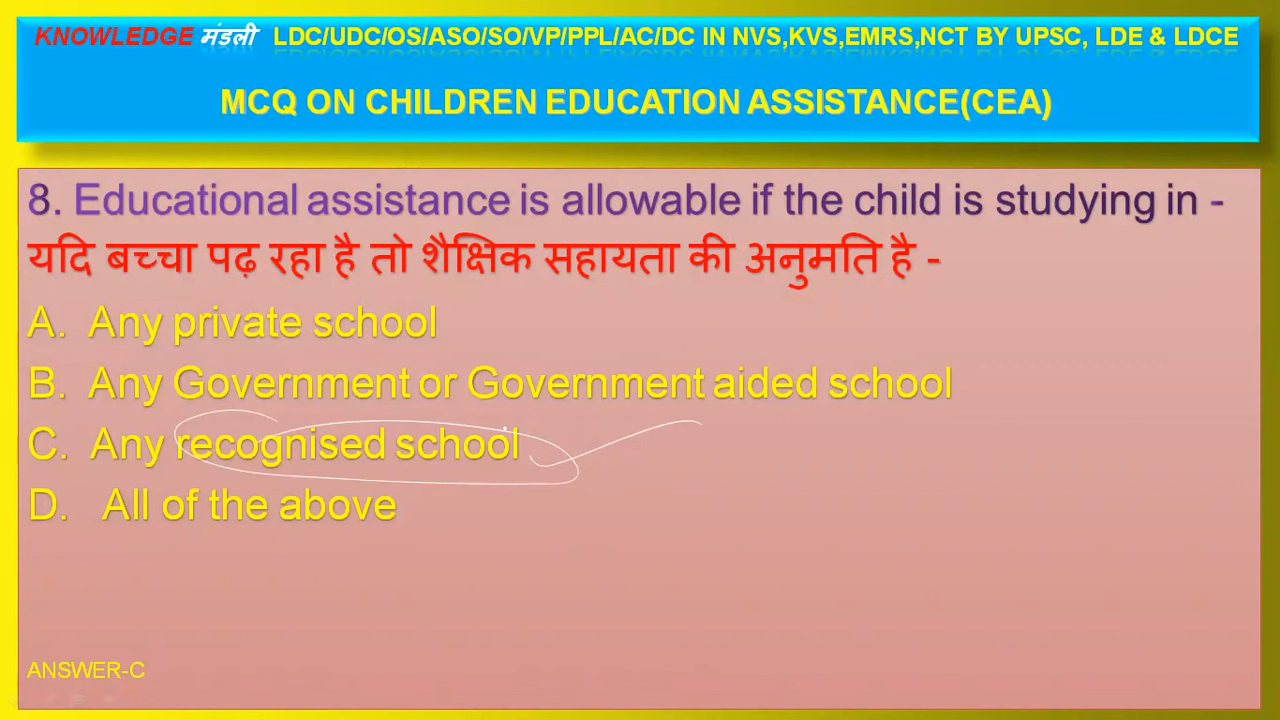 KNOWLEDGE मंडली LDC/UDC/OS/ASO/SO/VP/PPL/AC/DC IN NVS,KVS,EMRS,NCT BY UPSC, LDE & LDCE
MCQ ON CHILDREN EDUCATION ASSISTANCE(CEA)
8. Educational assistance is allowable if the child is studying in -
यदि बच्चा पढ़ रहा है तो शैक्षिक सहायता की अनुमति है -
A. Any private school
B. Any Government or Government aided school
C. Any recognised school
D. All of the above
ANSWER-C